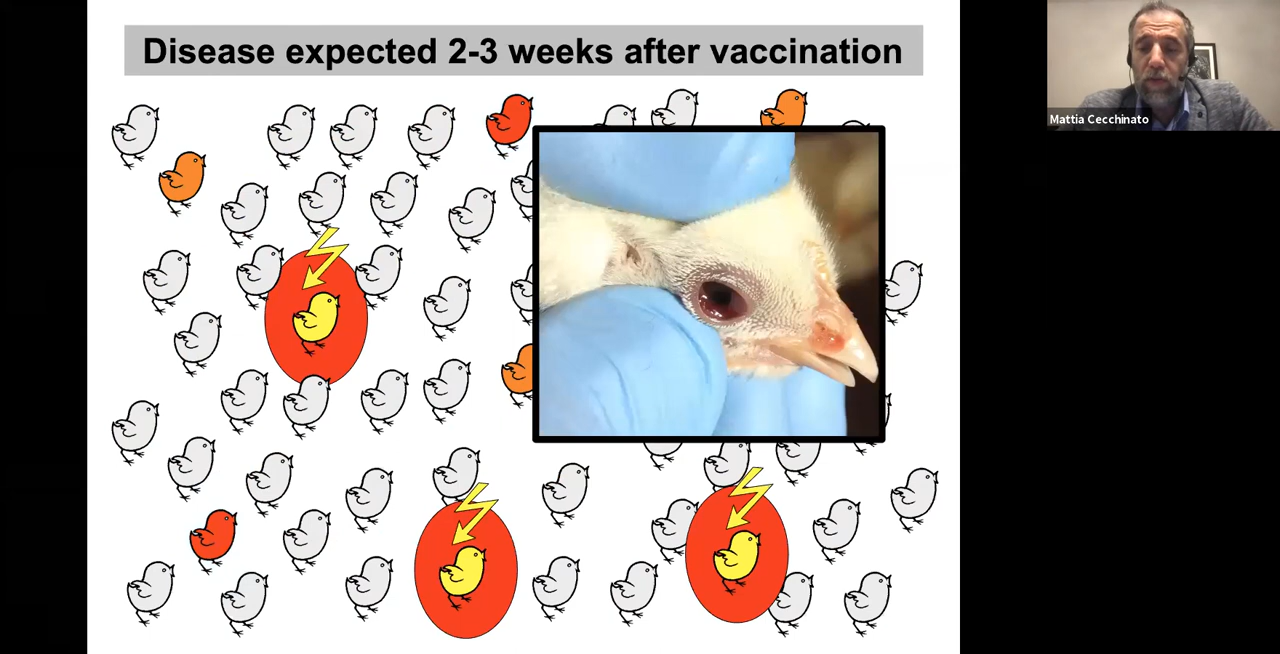 Disease expected 2-3 weeks after vaccination
Mattia Cecchinato